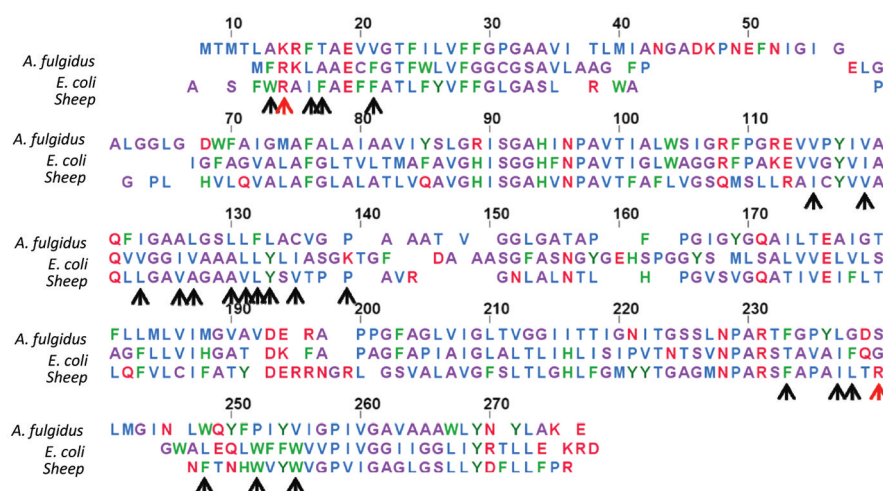 10 20 30 40 50
A. fulgidus MTMTLAKRFTAEVVGTFILVFFGPGAAVI TLMIANGADKPNEFNIGI G
E. coli MFRKLAAECFGTFWLVFGGCGSAVLAAG FP ELG
Sheep A S FWRAIFAEFFATLFYVFFGLGASL R WA P
70 80 90 100 110
A. fulgidus ALGGLG DWFAIGMAFALAIAAVIYSLGRISGAHINPAVTIALWSIGRFPGREVVPYIVA
E. coli IGFAGVALAFGLTVLTMAFAVGHISGGHFNPAVTIGLWAGGRFPAKEVVGYVIA
Sheep G PL HVLQVALAFGLALATLVQAVGHISGAHVNPAVTFAFLVGSQMSLLRAICYVVA
130 140 150 160 170
A. fulgidus QFIGAALGSLLFLACVG P A AAT V GGLGATAP F PGIGYGQAILTEAIGT
E. coli QVVGGIVAAALLYLIASGKTGF DA AASGFASNGYGEHSPGGYS MLSALVVELVLS
Sheep QLLGAVAGAAVLYSVTP P AVR GNLALNTL H PGVSVGQATIVEIFLT
190 200 210 220 230
A. fulgidus FLLMLVIMGVAVDE RA PPGFAGLVIGLTVGGIITTIGNITGSSLNPARTFGPYLGDS
E. coli AGFLLVIHGAT DK FA PAGFAPIAIGLALTLIHLISIPVTNTSVNPARSTAVAIFQG
Sheep LQFVLCIFATY DERRNGRL GSVALAVGFSLTLGHLFGMYYTGAGMNPARSFAPAILTR
250 260 270
A. fulgidus LMGIN LWQYFPIYVIGPIVGAVAAAWLYN YLAK E
E. coli GWALEQLWFFWVVPIVGGIIGGLIYRTLLE KRD
Sheep NFTNHWVYWVGPVIGAGLGSLLYDFLLFPR